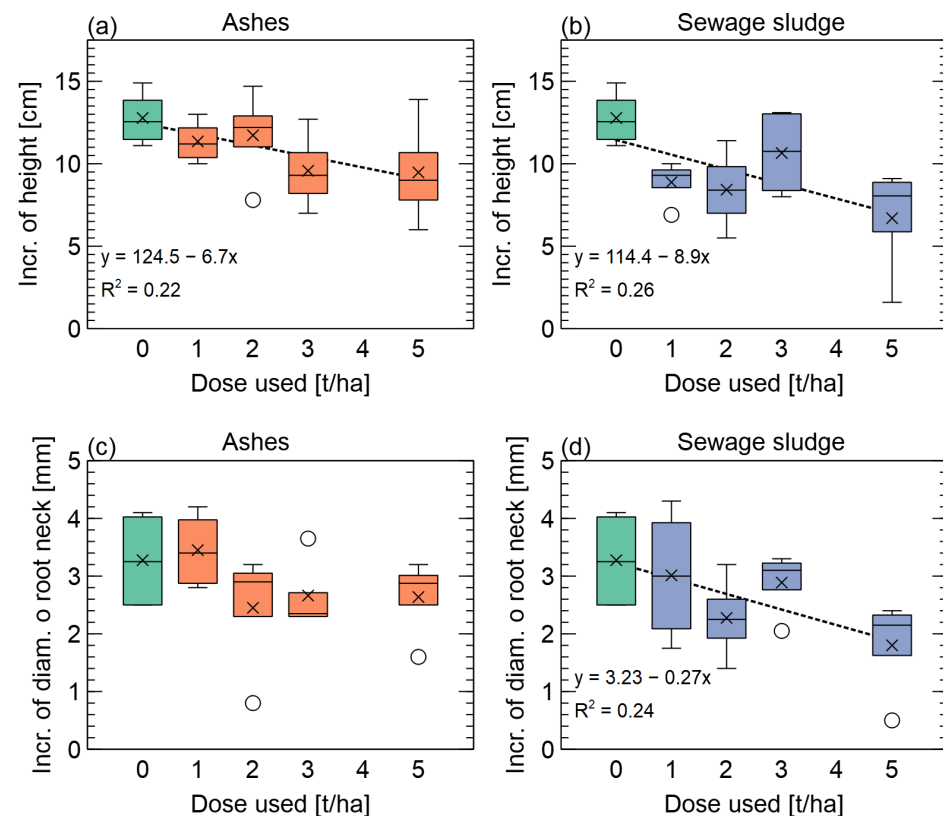 (a) Ashes
Incr. of height [cm]
15
10
5
0
y = 124.5 − 6.7x
R² = 0.22
0 1 2 3 4 5
Dose used [t/ha]
(b) Sewage sludge
Incr. of height [cm]
15
10
5
0
y = 114.4 − 8.9x
R² = 0.26
0 1 2 3 4 5
Dose used [t/ha]
(c) Ashes
Incr. of diam. o root neck [mm]
5
4
3
2
1
0
0 1 2 3 4 5
Dose used [t/ha]
(d) Sewage sludge
Incr. of diam. o root neck [mm]
5
4
3
2
1
0
y = 3.23 − 0.27x
R² = 0.24
0 1 2 3 4 5
Dose used [t/ha]